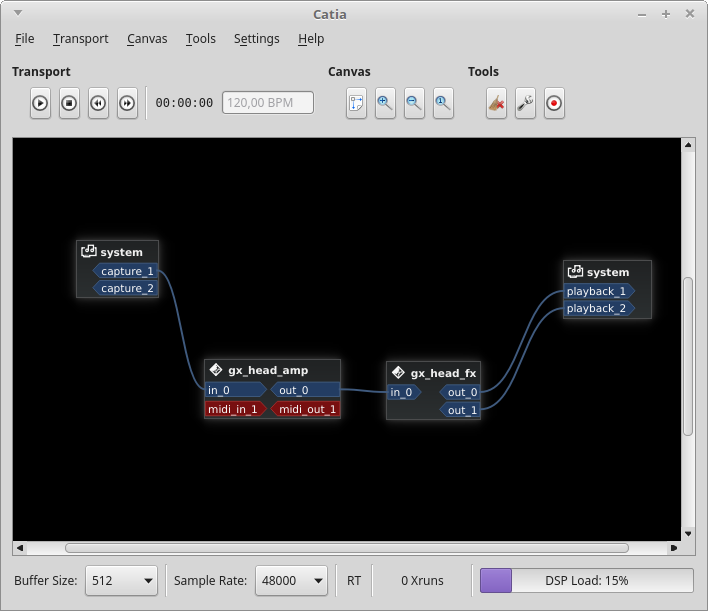 Catia
File Transport Canvas Tools Settings Help
Transport Canvas Tools
00:00:00 120,00 BPM
system
capture_1
capture_2
system
playback_1
playback_2
gx_head_amp
in_0 out_0
midi_in_1 midi_out_1
gx_head_fx
in_0 out_0
out_1
Buffer Size: 512 Sample Rate: 48000 RT 0 Xruns DSP Load: 15%